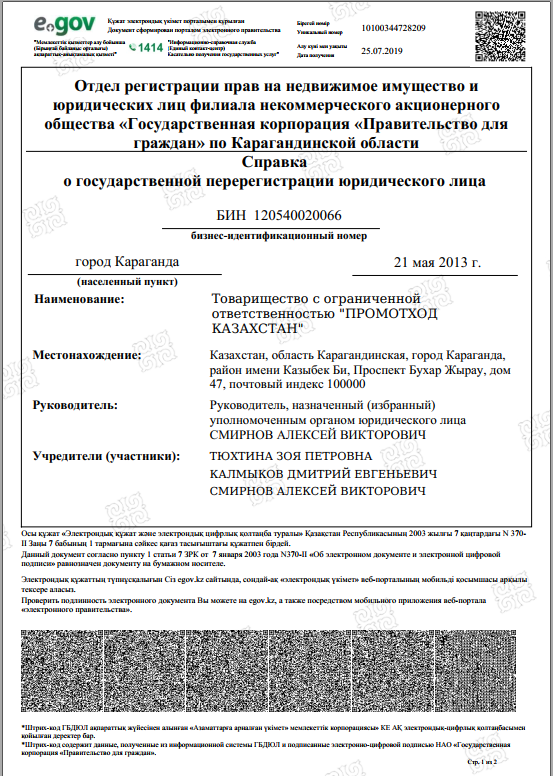 egov
Құжат электрондық үкімет порталымен құрылған
Документ сформирован порталом электронного правительства
"Мемлекеттік қызметтер алу бойынша
(Бірыңғай байланыс орталығы)
ақпараттық-анықтамалық қызметі"
1414
"Информационно-справочная служба
(Единый контакт-центр)
Касательно получения государственных услуг"
Бірегей нөмір
Уникальный номер
10100344728209
Алу күні мен уақыты
Дата получения
25.07.2019
Отдел регистрации прав на недвижимое имущество и
юридических лиц филиала некоммерческого акционерного
общества «Государственная корпорация «Правительство для
граждан» по Карагандинской области
Справка
о государственной перерегистрации юридического лица
БИН 120540020066
бизнес-идентификационный номер
город Караганда
21 мая 2013 г.
(населенный пункт)
Наименование:
Товарищество с ограниченной
ответственностью "ПРОМОТХОД
КАЗАХСТАН"
Местонахождение:
Казахстан, область Карагандинская, город Караганда,
район имени Казыбек Би, Проспект Бухар Жырау, дом
47, почтовый индекс 100000
Руководитель:
Руководитель, назначенный (избранный)
уполномоченным органом юридического лица
СМИРНОВ АЛЕКСЕЙ ВИКТОРОВИЧ
Учредители (участники):
ТЮХТИНА ЗОЯ ПЕТРОВНА
КАЛМЫКОВ ДМИТРИЙ ЕВГЕНЬЕВИЧ
СМИРНОВ АЛЕКСЕЙ ВИКТОРОВИЧ
Осы құжат «Электрондық құжат және электрондық цифрлық қолтаңба туралы» Қазақстан Республикасының 2003 жылғы 7 қаңтардағы N 370-
II Заңы 7 бабының 1 тармағына сәйкес қағаз тасығыштағы құжатпен бірдей.
Данный документ согласно пункту 1 статьи 7 ЗРК от 7 января 2003 года N370-II «Об электронном документе и электронной цифровой
подписи» равнозначен документу на бумажном носителе.
Электрондық құжаттың түпнұсқалығын Сіз egov.kz сайтында, сондай-ақ «электрондық үкімет» веб-порталының мобильді қосымшасы арқылы
тексере аласыз.
Проверить подлинность электронного документа Вы можете на egov.kz, а также посредством мобильного приложения веб-портала
«электронного правительства».
*Штрих-код ГБДЮЛ ақпараттық жүйесінен алынған «Азаматтарға арналған үкімет» мемлекеттік корпорациясы» КЕ АҚ электрондық-цифрлық қолтаңбасымен
қойылған деректер бар.
*Штрих-код содержит данные, полученные из информационной системы ГБДЮЛ и подписанные электронно-цифровой подписью НАО «Государственная
корпорация «Правительство для граждан».
Стр. 1 из 2